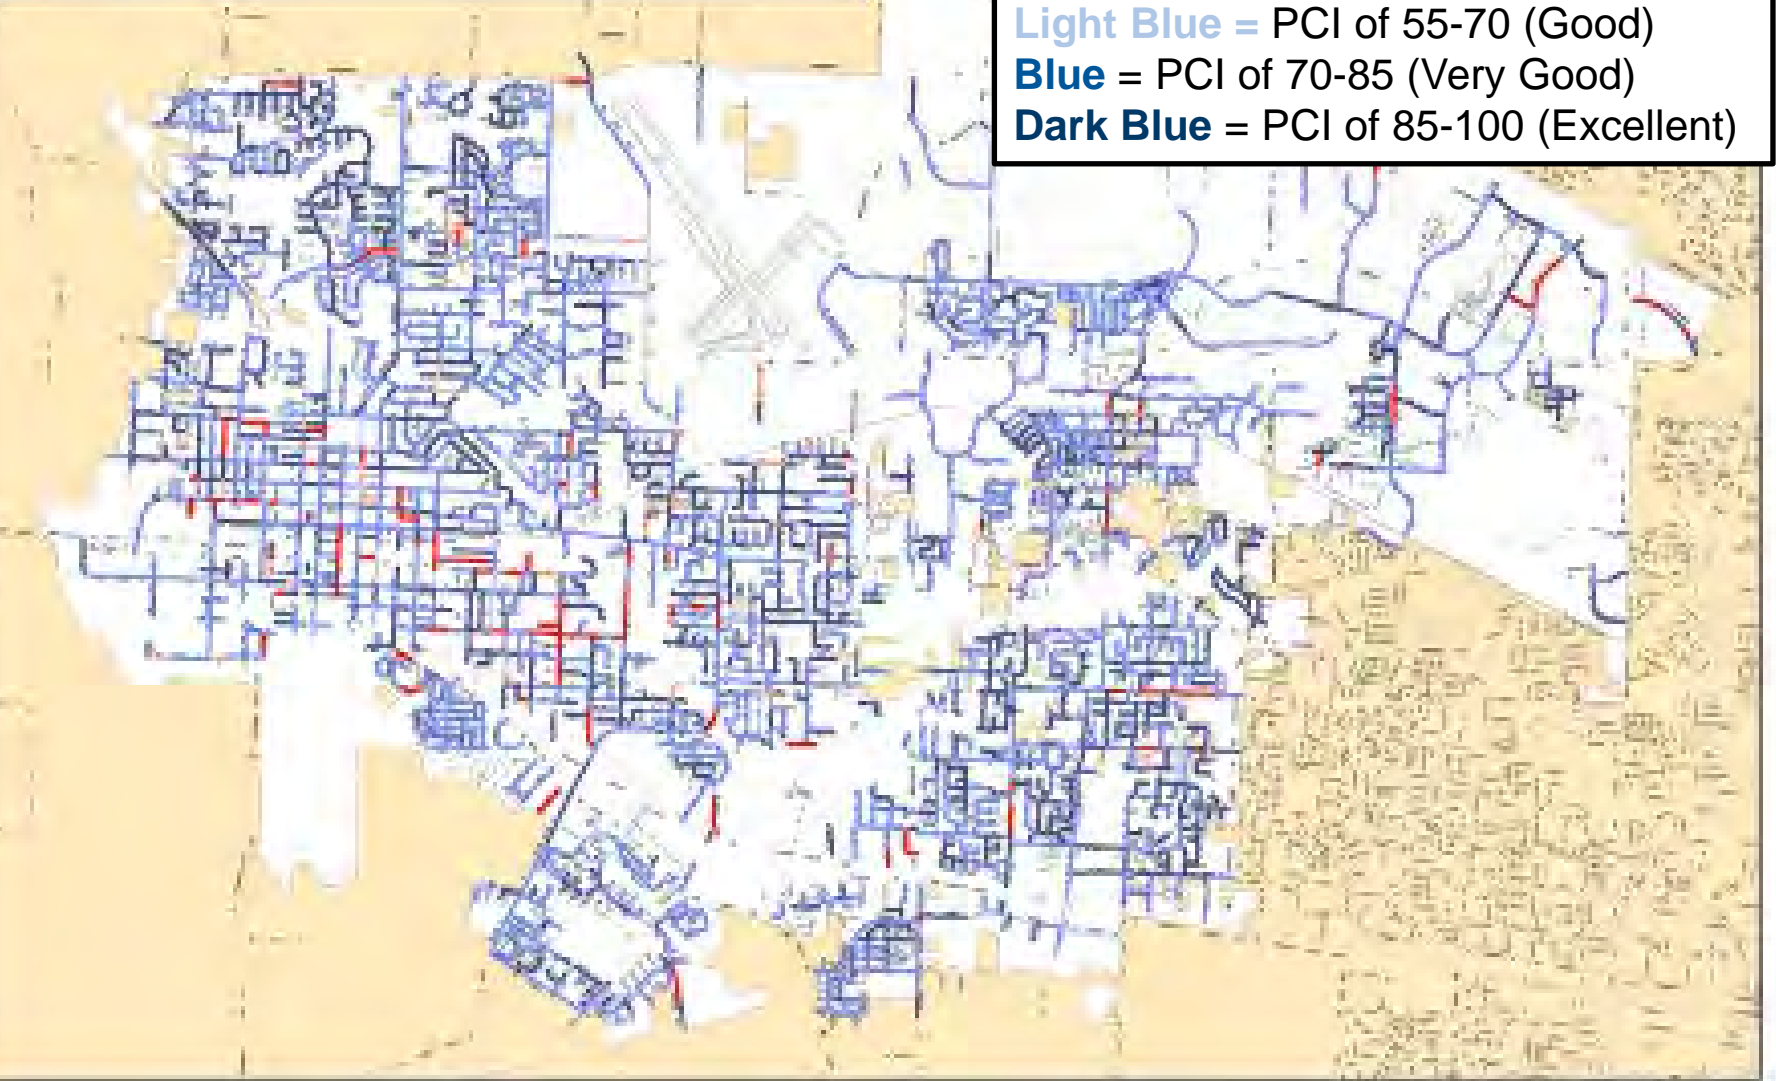 Light Blue = PCI of 55-70 (Good)
Blue = PCI of 70-85 (Very Good)
Dark Blue = PCI of 85-100 (Excellent)